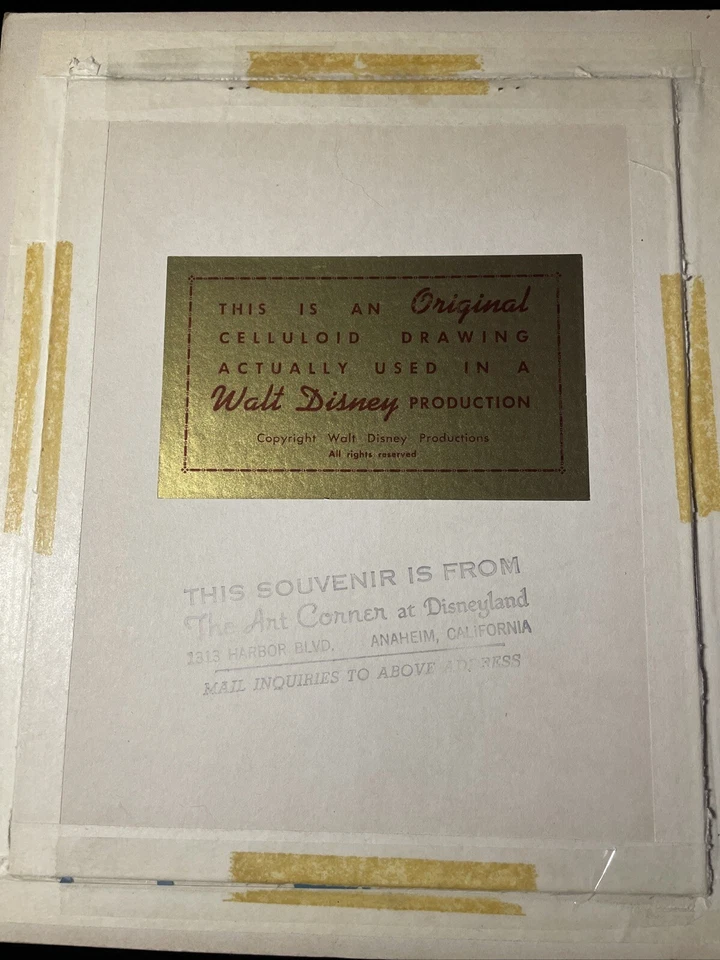 THIS IS AN Original
CELLULOID DRAWING
ACTUALLY USED IN A
Walt Disney PRODUCTION
Copyright Walt Disney Productions
All rights reserved
THIS SOUVENIR IS FROM
The Art Corner at Disneyland
1313 HARBOR BLVD. ANAHEIM, CALIFORNIA
MAIL INQUIRIES TO ABOVE ADDRESS